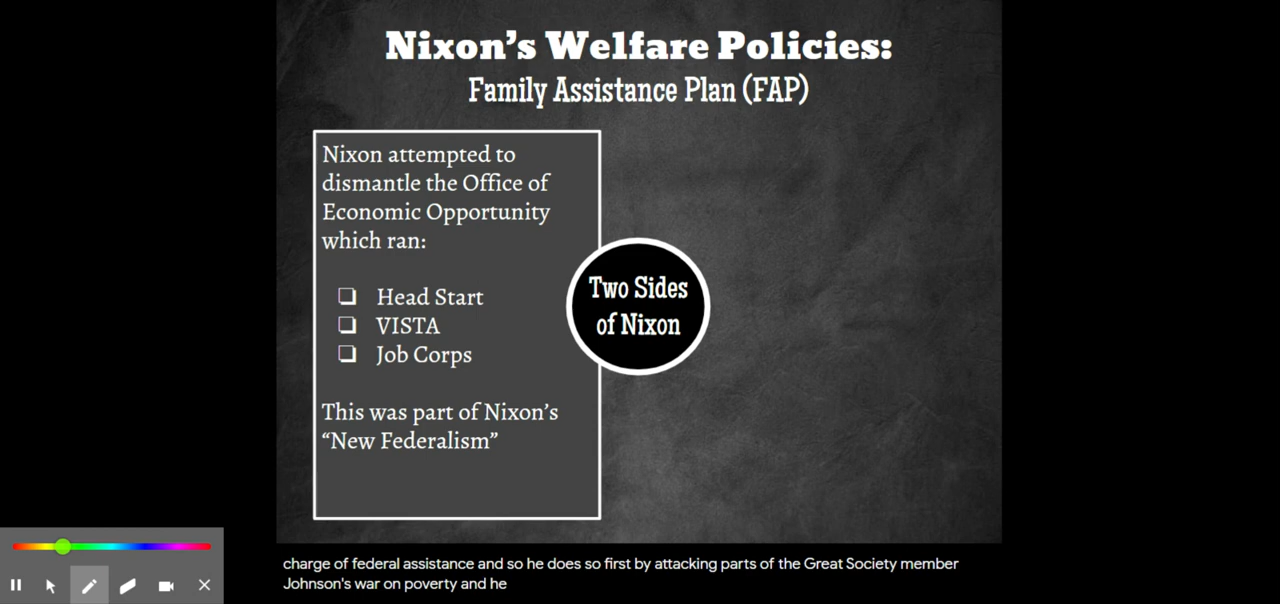 Nixon's Welfare Policies:
Family Assistance Plan (FAP)
Nixon attempted to
dismantle the Office of
Economic Opportunity
which ran:
Head Start
VISTA
Job Corps
This was part of Nixon's
“New Federalism”
Two Sides
of Nixon
charge of federal assistance and so he does so first by attacking parts of the Great Society member
Johnson's war on poverty and he